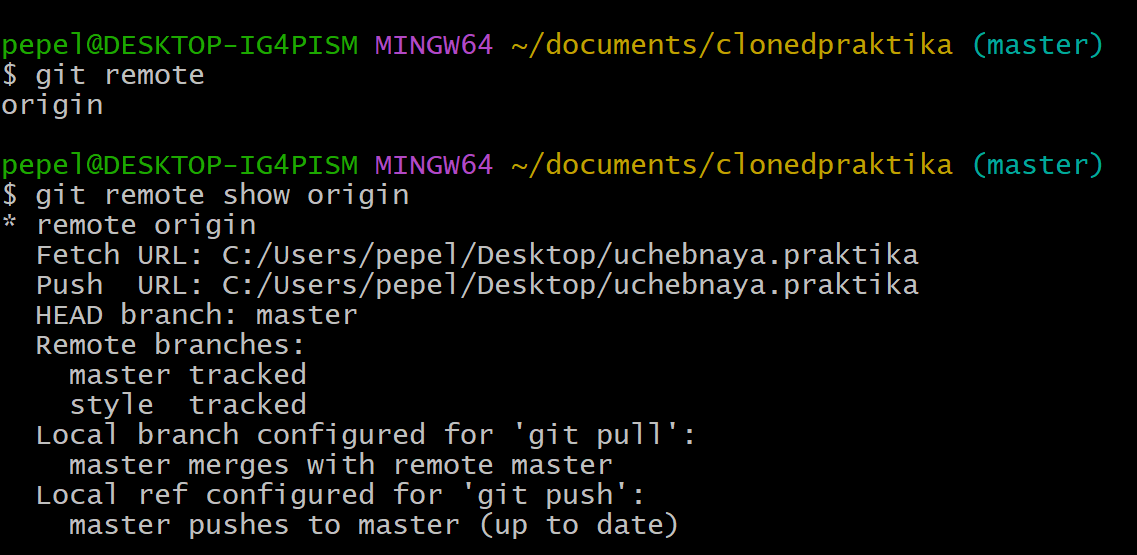 pepel@DESKTOP-IG4PISM MINGW64 ~/documents/clonedpraktika (master)
$ git remote
origin

pepel@DESKTOP-IG4PISM MINGW64 ~/documents/clonedpraktika (master)
$ git remote show origin
* remote origin
  Fetch URL: C:/Users/pepel/Desktop/uchebnaya.praktika
  Push  URL: C:/Users/pepel/Desktop/uchebnaya.praktika
  HEAD branch: master
  Remote branches:
    master tracked
    style  tracked
  Local branch configured for 'git pull':
    master merges with remote master
  Local ref configured for 'git push':
    master pushes to master (up to date)